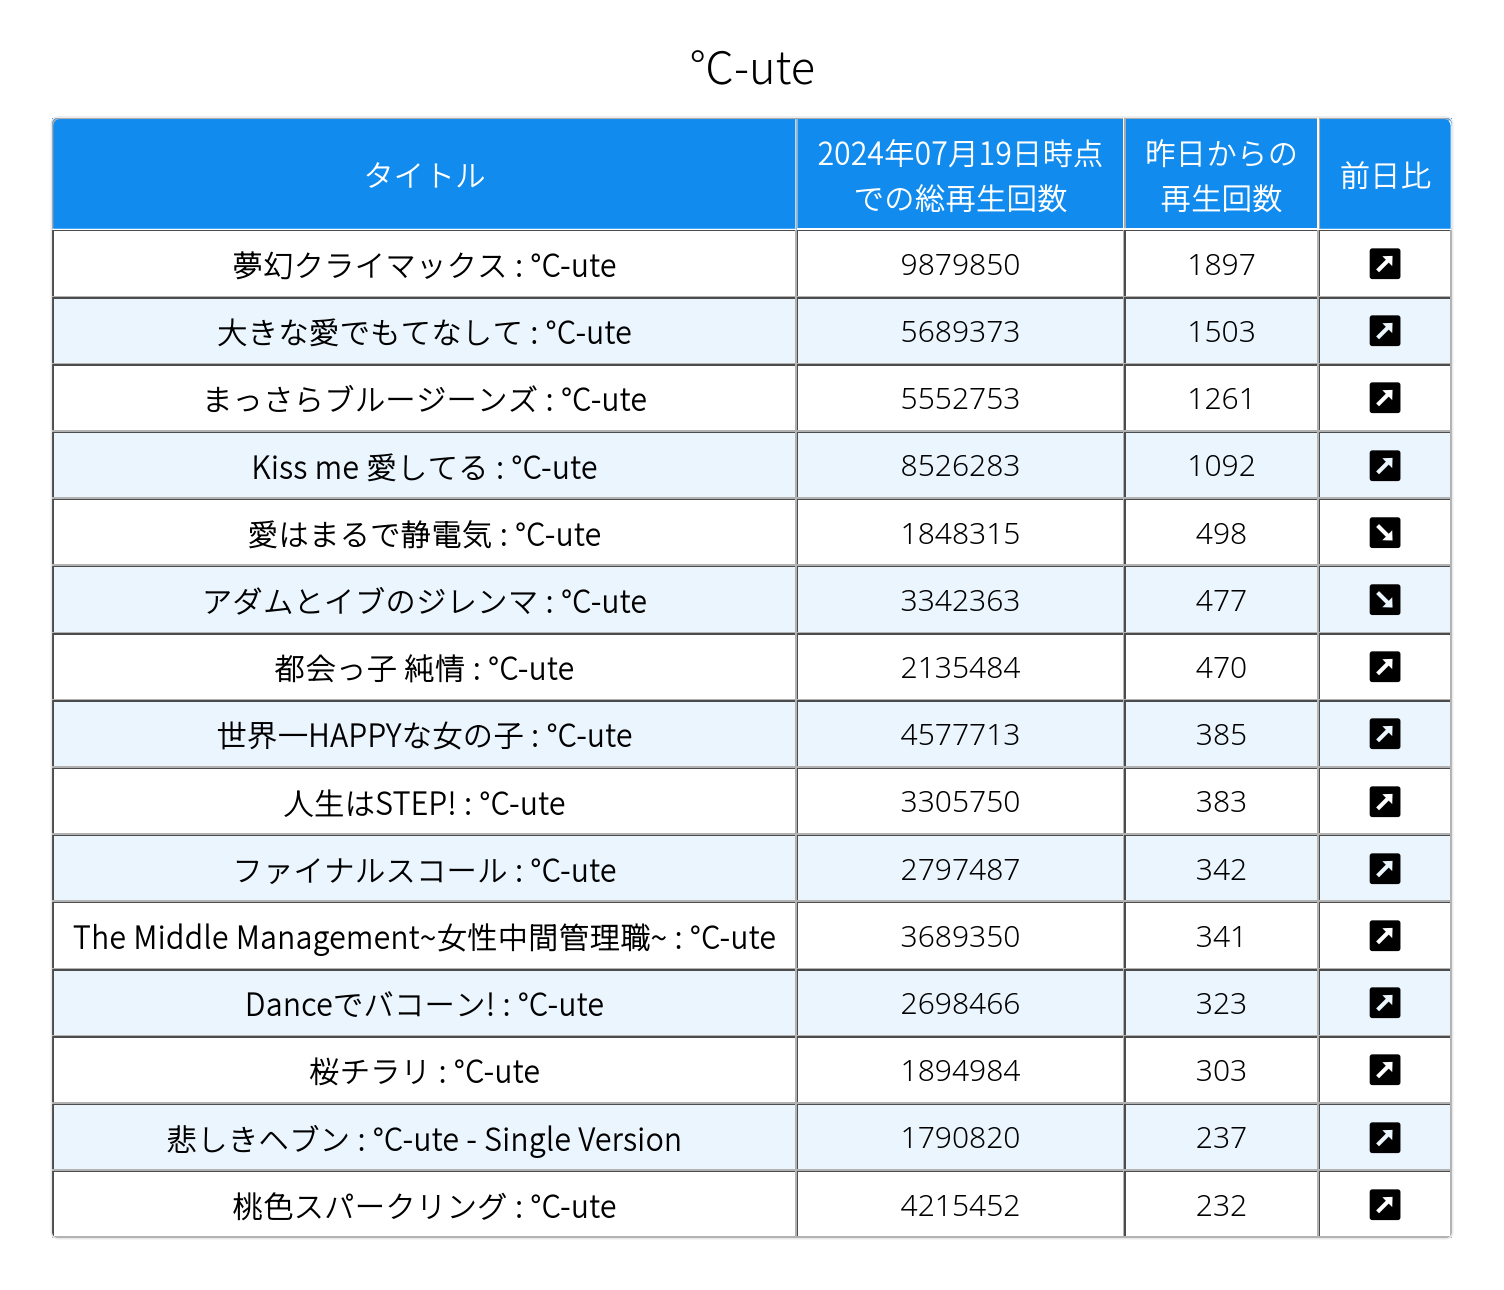 ℃-ute
タイトル
2024年07月19日時点
での総再生回数
昨日からの
再生回数
前日比
夢幻クライマックス : ℃-ute 9879850 1897
大きな愛でもてなして : ℃-ute 5689373 1503
まっさらブルージーンズ : ℃-ute 5552753 1261
Kiss me 愛してる : ℃-ute 8526283 1092
愛はまるで静電気 : ℃-ute 1848315 498
アダムとイブのジレンマ : ℃-ute 3342363 477
都会っ子 純情 : ℃-ute 2135484 470
世界一HAPPYな女の子 : ℃-ute 4577713 385
人生はSTEP! : ℃-ute 3305750 383
ファイナルスコール : ℃-ute 2797487 342
The Middle Management~女性中間管理職~ : ℃-ute 3689350 341
Danceでバコーン! : ℃-ute 2698466 323
桜チラリ : ℃-ute 1894984 303
悲しきヘブン : ℃-ute - Single Version 1790820 237
桃色スパークリング : ℃-ute 4215452 232